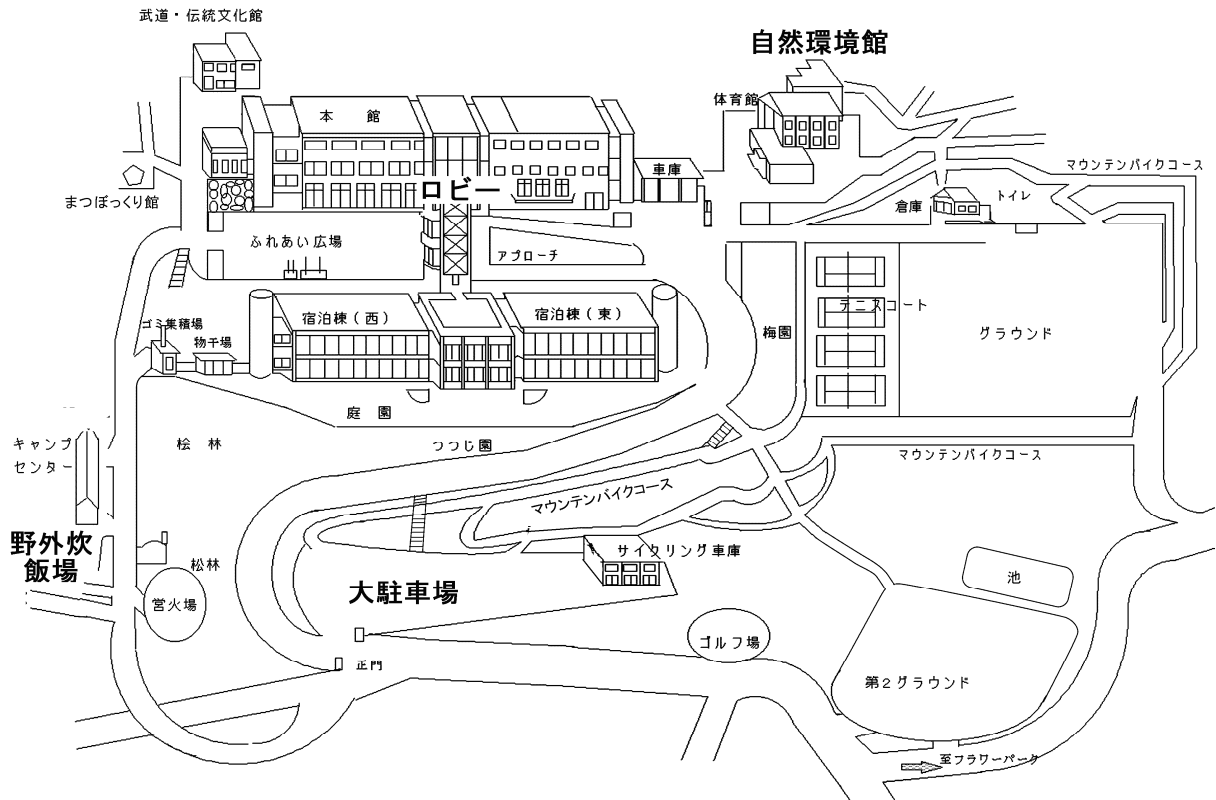 武道・伝統文化館
自然環境館
体育館
本　館
車庫
マウンテンバイクコース
ロビー
まつぼっくり館
トイレ
倉庫
ふれあい広場
アプローチ
テニスコート
宿泊棟(西)
宿泊棟(東)
ゴミ集積場
物干場
梅園
グラウンド
庭　園
キャンプ
センター
桧　林
つつじ園
マウンテンバイクコース
マウンテンバイクコース
野外炊
飯場
サイクリング車庫
松林
池
大駐車場
営火場
ゴルフ場
正門
第2グラウンド
至フラワーパーク